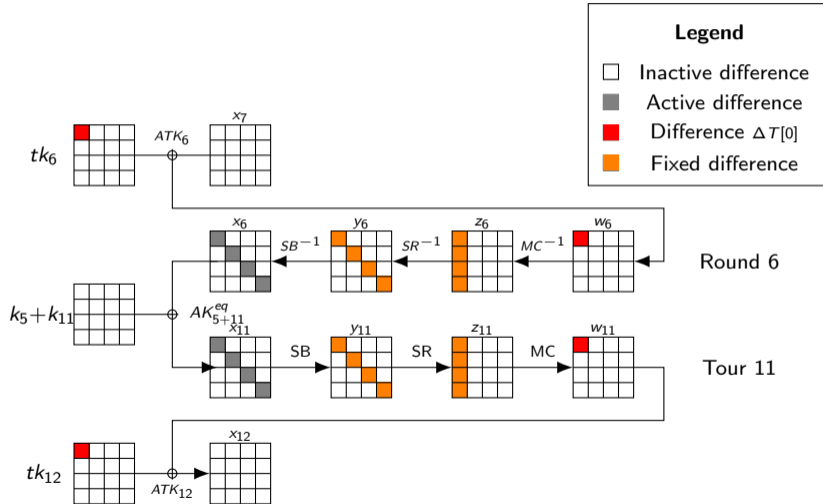 Legend
Inactive difference
Active difference
Difference ΔT[0]
Fixed difference
x₇
tk₆
ATK₆
x₆ y₆ z₆ w₆
SB⁻¹ SR⁻¹ MC⁻¹
Round 6
k₅+k₁₁
AK₅₊₁₁^eq
x₁₁ y₁₁ z₁₁ w₁₁
SB SR MC
Tour 11
x₁₂
tk₁₂
ATK₁₂